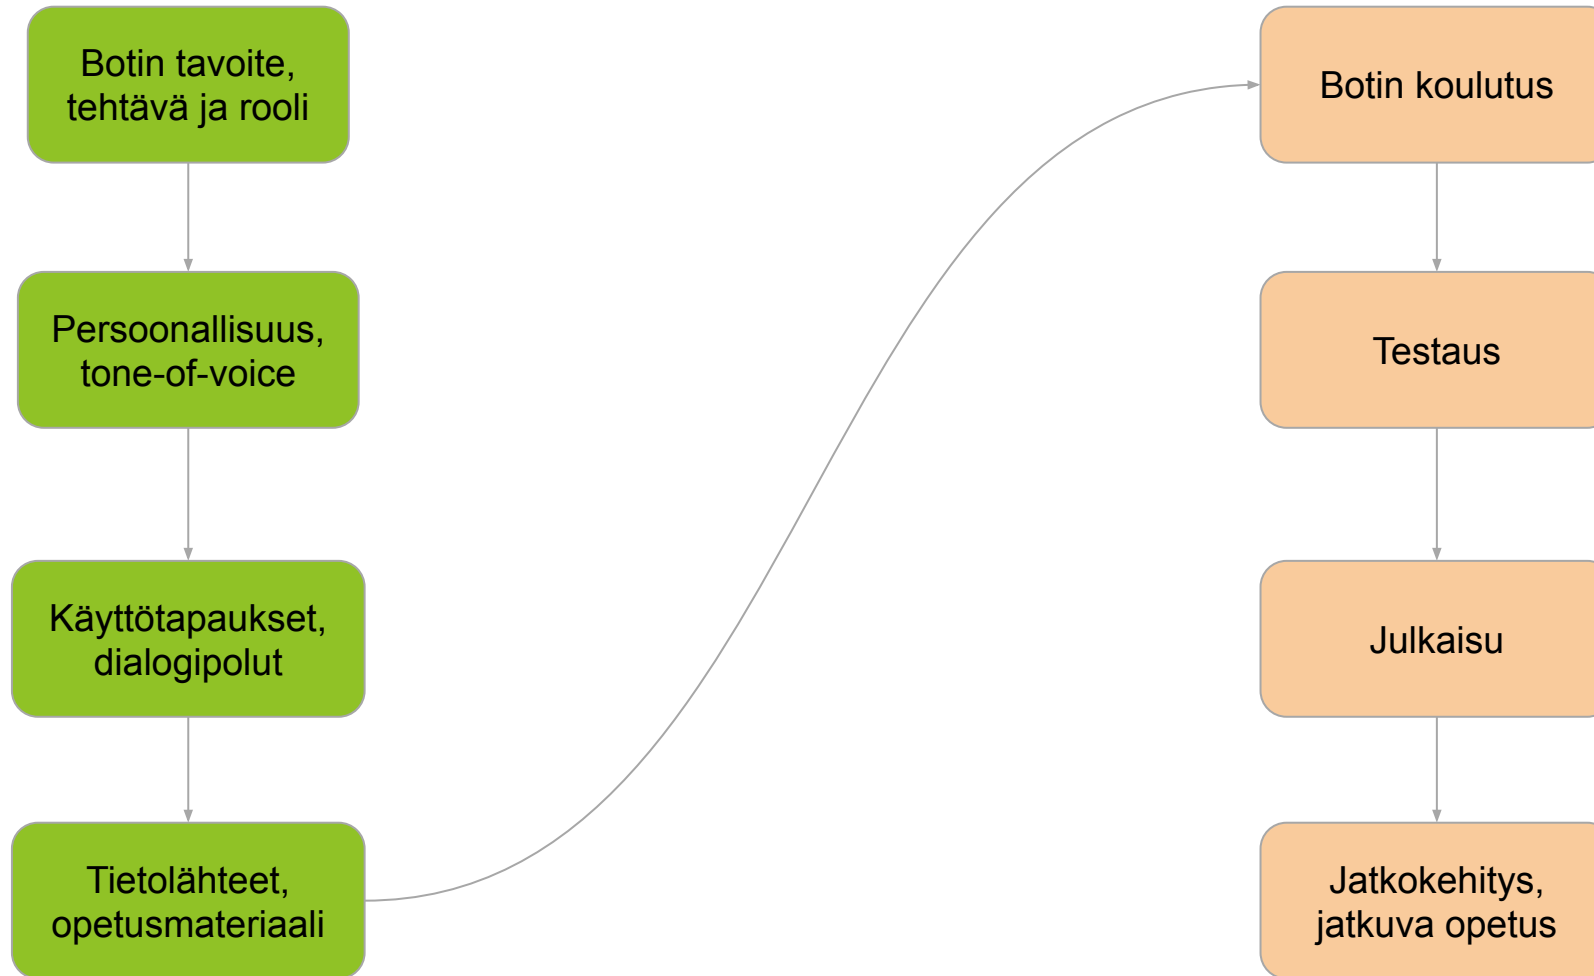 Botin tavoite,
tehtävä ja rooli
Persoonallisuus,
tone-of-voice
Käyttötapaukset,
dialogipolut
Tietolähteet,
opetusmateriaali
Botin koulutus
Testaus
Julkaisu
Jatkokehitys,
jatkuva opetus